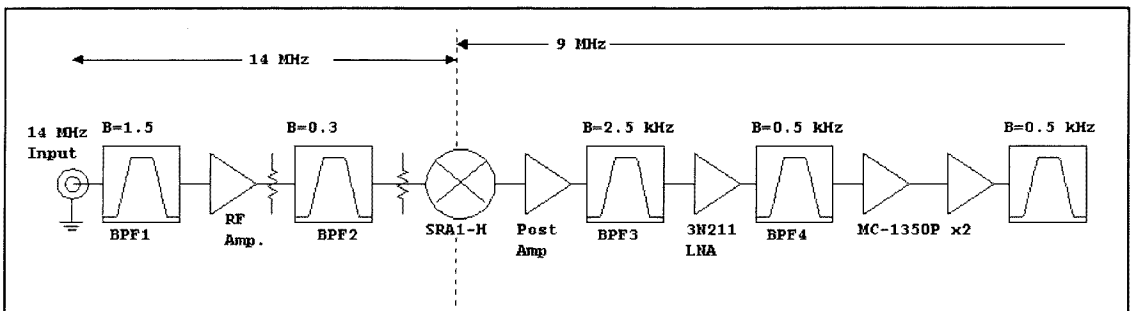 9 MHz
14 MHz
14 MHz
Input
B=1.5
B=0.3
B=2.5 kHz
B=0.5 kHz
B=0.5 kHz
BPF1
RF
Amp.
BPF2
SRA1-H
Post
Amp
BPF3
3N211
LNA
BPF4
MC-1350P x2